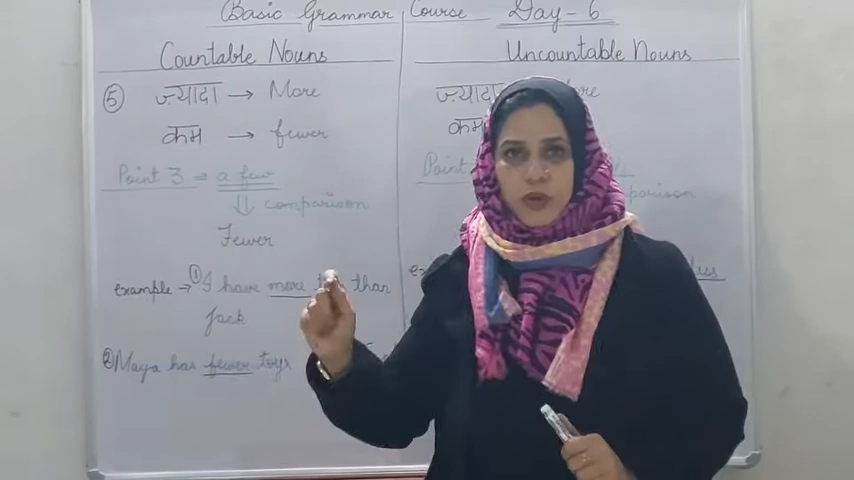 Basic Grammar Course Day-6
Countable Nouns
⑤ ज़्यादा → More
कम → fewer
Point 3 → a few
⇓ comparison
Fewer
example → ① I have more than
Jack
② Maya has fewer toys
Uncountable Nouns
ज़्यादा
कम
Point